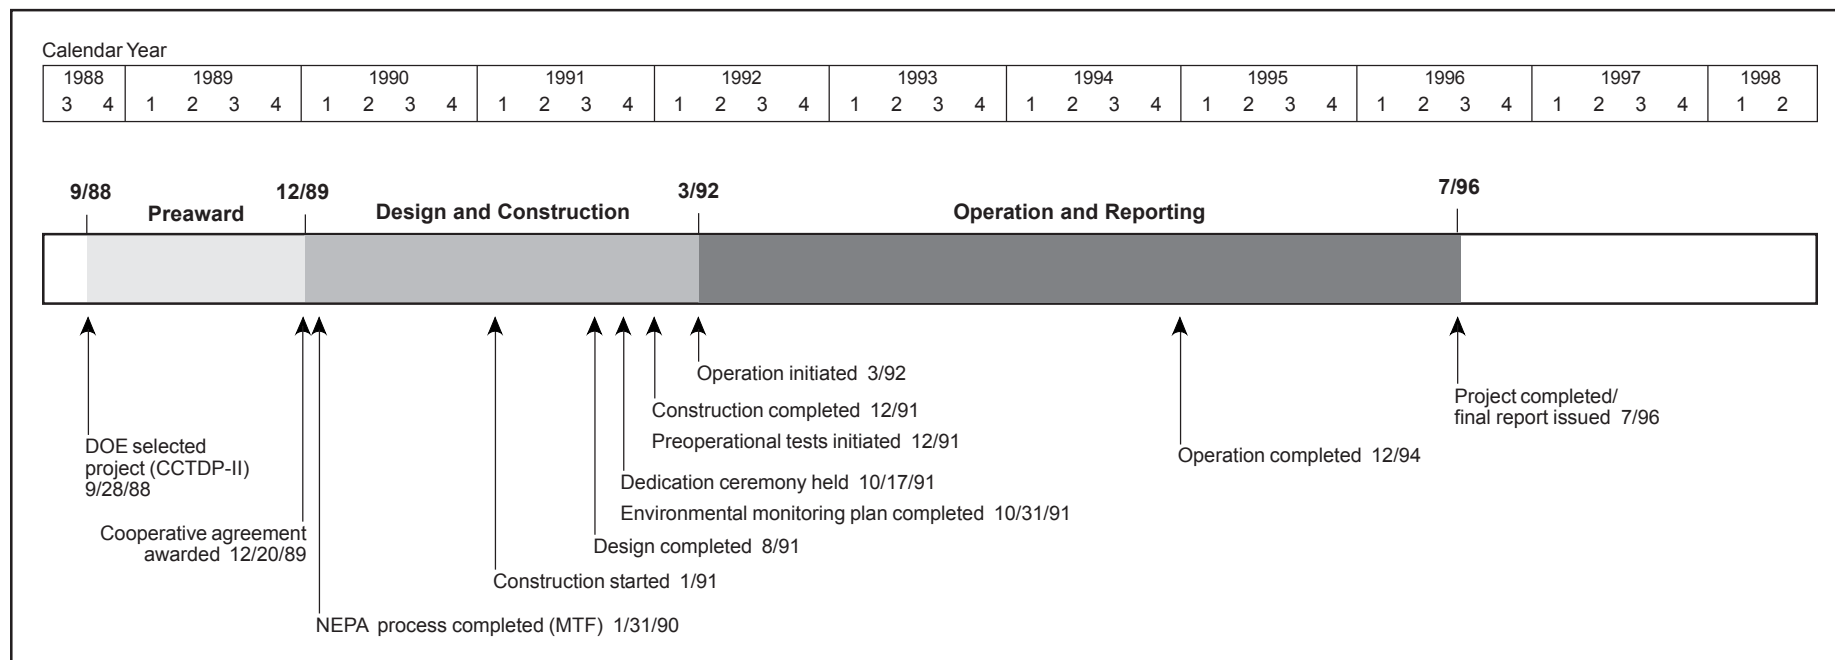 Calendar Year
1988 1989 1990 1991 1992 1993 1994 1995 1996 1997 1998
3 4 1 2 3 4 1 2 3 4 1 2 3 4 1 2 3 4 1 2 3 4 1 2 3 4 1 2 3 4 1 2 3 4 1 2 3 4 1 2
9/88 12/89 3/92 7/96
Preaward Design and Construction Operation and Reporting
Operation initiated 3/92
Construction completed 12/91
Preoperational tests initiated 12/91
Dedication ceremony held 10/17/91
Environmental monitoring plan completed 10/31/91
Design completed 8/91
Construction started 1/91
NEPA process completed (MTF) 1/31/90
DOE selected
project (CCTDP-II)
9/28/88
Cooperative agreement
awarded 12/20/89
Operation completed 12/94
Project completed/
final report issued 7/96